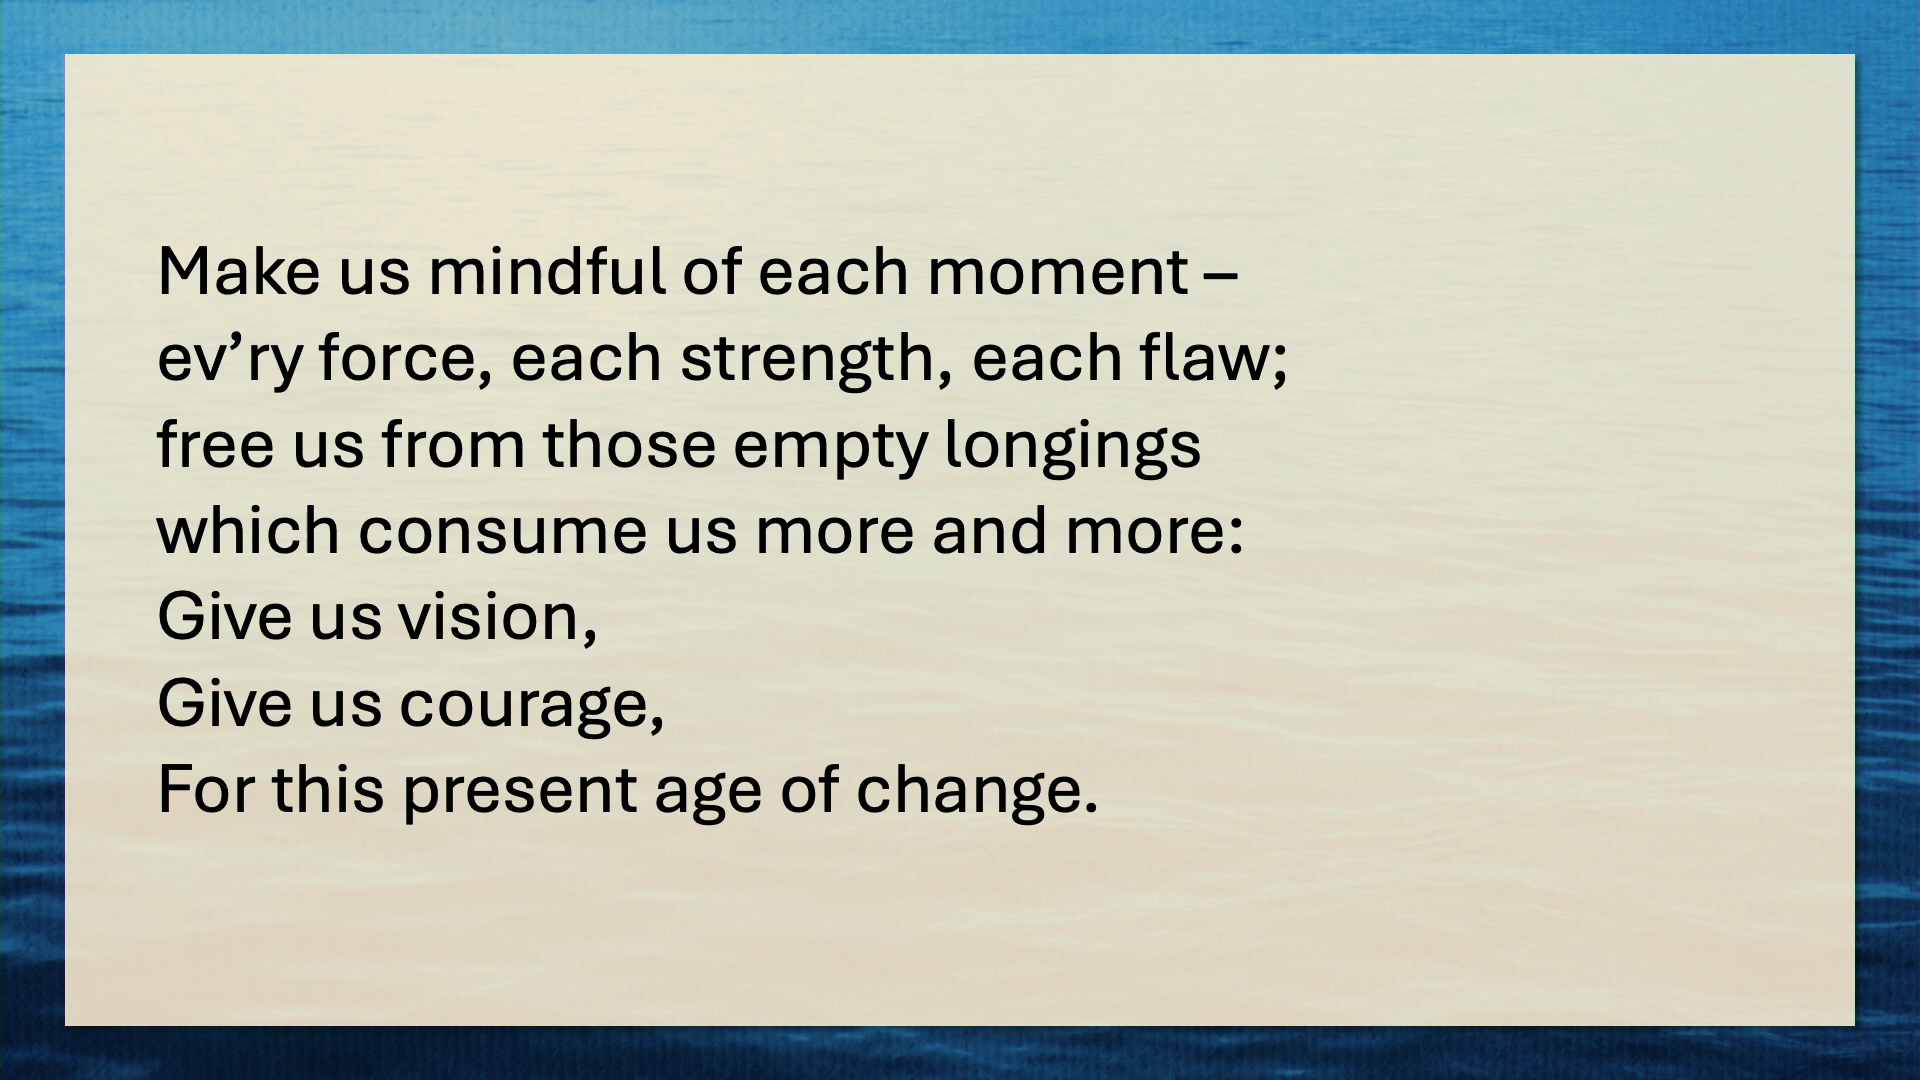 Make us mindful of each moment –
ev’ry force, each strength, each flaw;
free us from those empty longings
which consume us more and more:
Give us vision,
Give us courage,
For this present age of change.